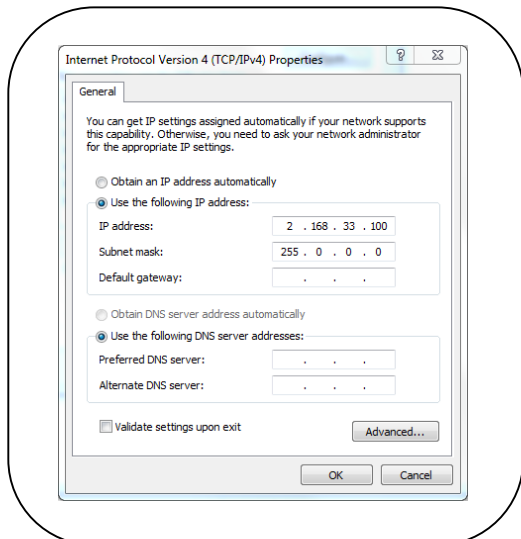 Internet Protocol Version 4 (TCP/IPv4) Properties
General
You can get IP settings assigned automatically if your network supports
this capability. Otherwise, you need to ask your network administrator
for the appropriate IP settings.
Obtain an IP address automatically
Use the following IP address:
IP address: 2 . 168 . 33 . 100
Subnet mask: 255 . 0 . 0 . 0
Default gateway: . . .
Obtain DNS server address automatically
Use the following DNS server addresses:
Preferred DNS server: . . .
Alternate DNS server: . . .
Validate settings upon exit
Advanced...
OK Cancel